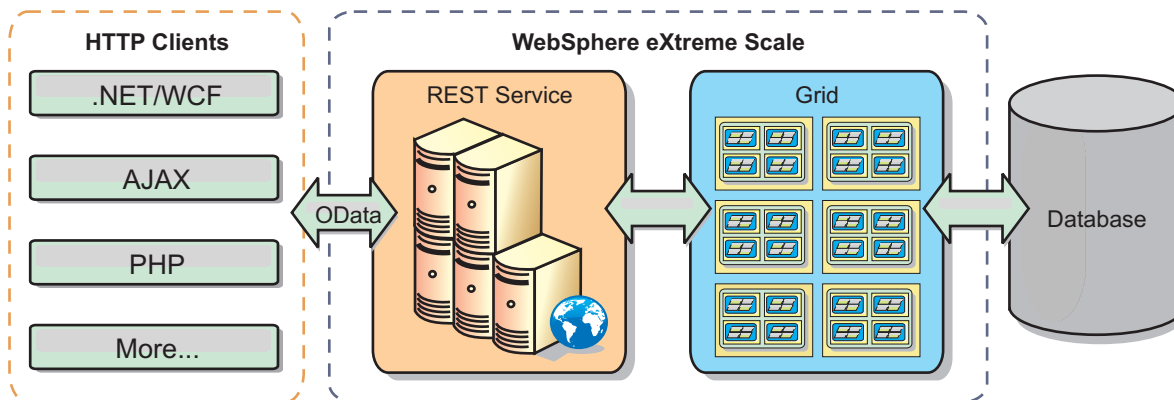 HTTP Clients
.NET/WCF
AJAX
PHP
More...
OData
WebSphere eXtreme Scale
REST Service
Grid
Database